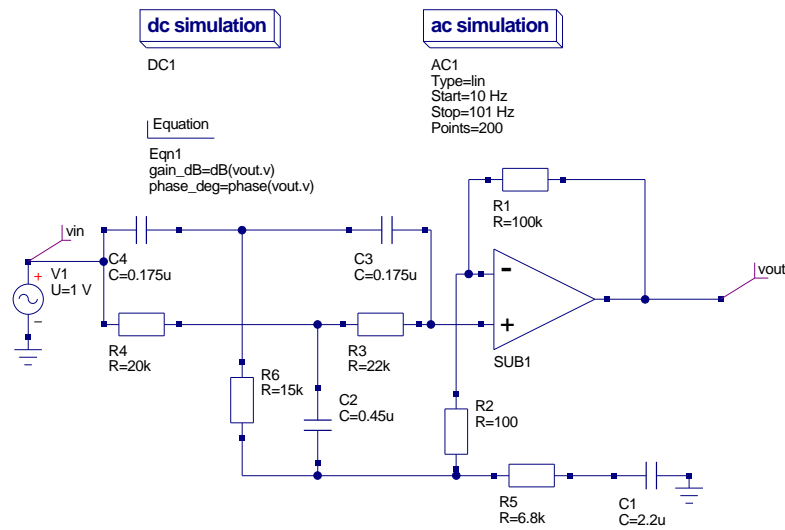 dc simulation
DC1
ac simulation
AC1
Type=lin
Start=10 Hz
Stop=101 Hz
Points=200
Equation
Eqn1
gain_dB=dB(vout.v)
phase_deg=phase(vout.v)
R1
R=100k
vin
V1
U=1 V
+
-
C4
C=0.175u
C3
C=0.175u
-
+
SUB1
vout
R4
R=20k
R3
R=22k
R6
R=15k
C2
C=0.45u
R2
R=100
R5
R=6.8k
C1
C=2.2u